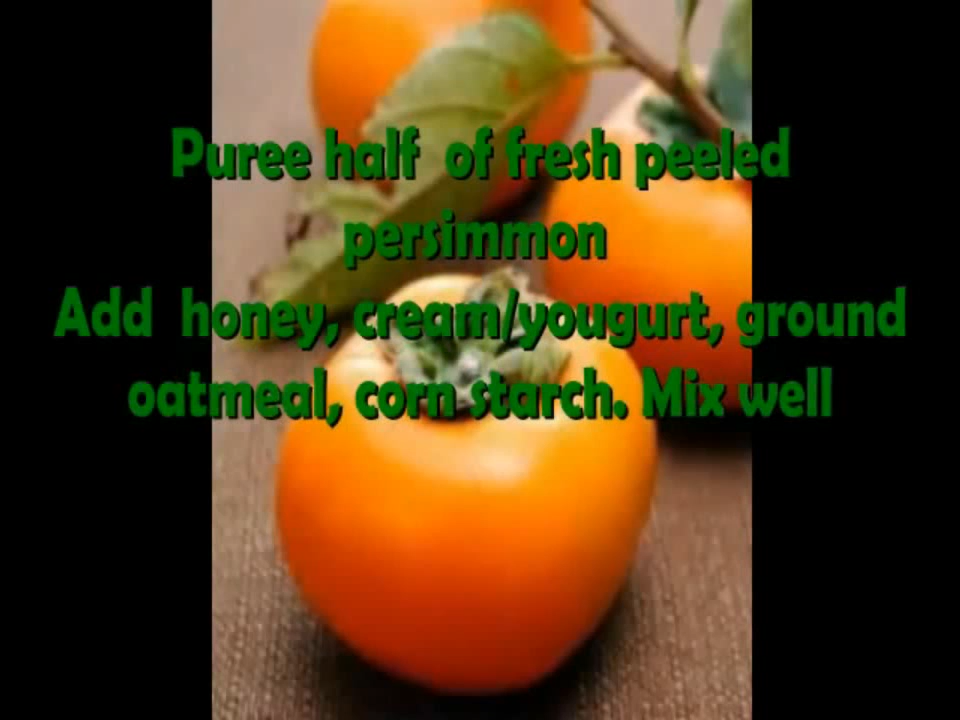 Puree half of fresh peeled
persimmon
Add honey, cream/yougurt, ground
oatmeal, corn starch. Mix well